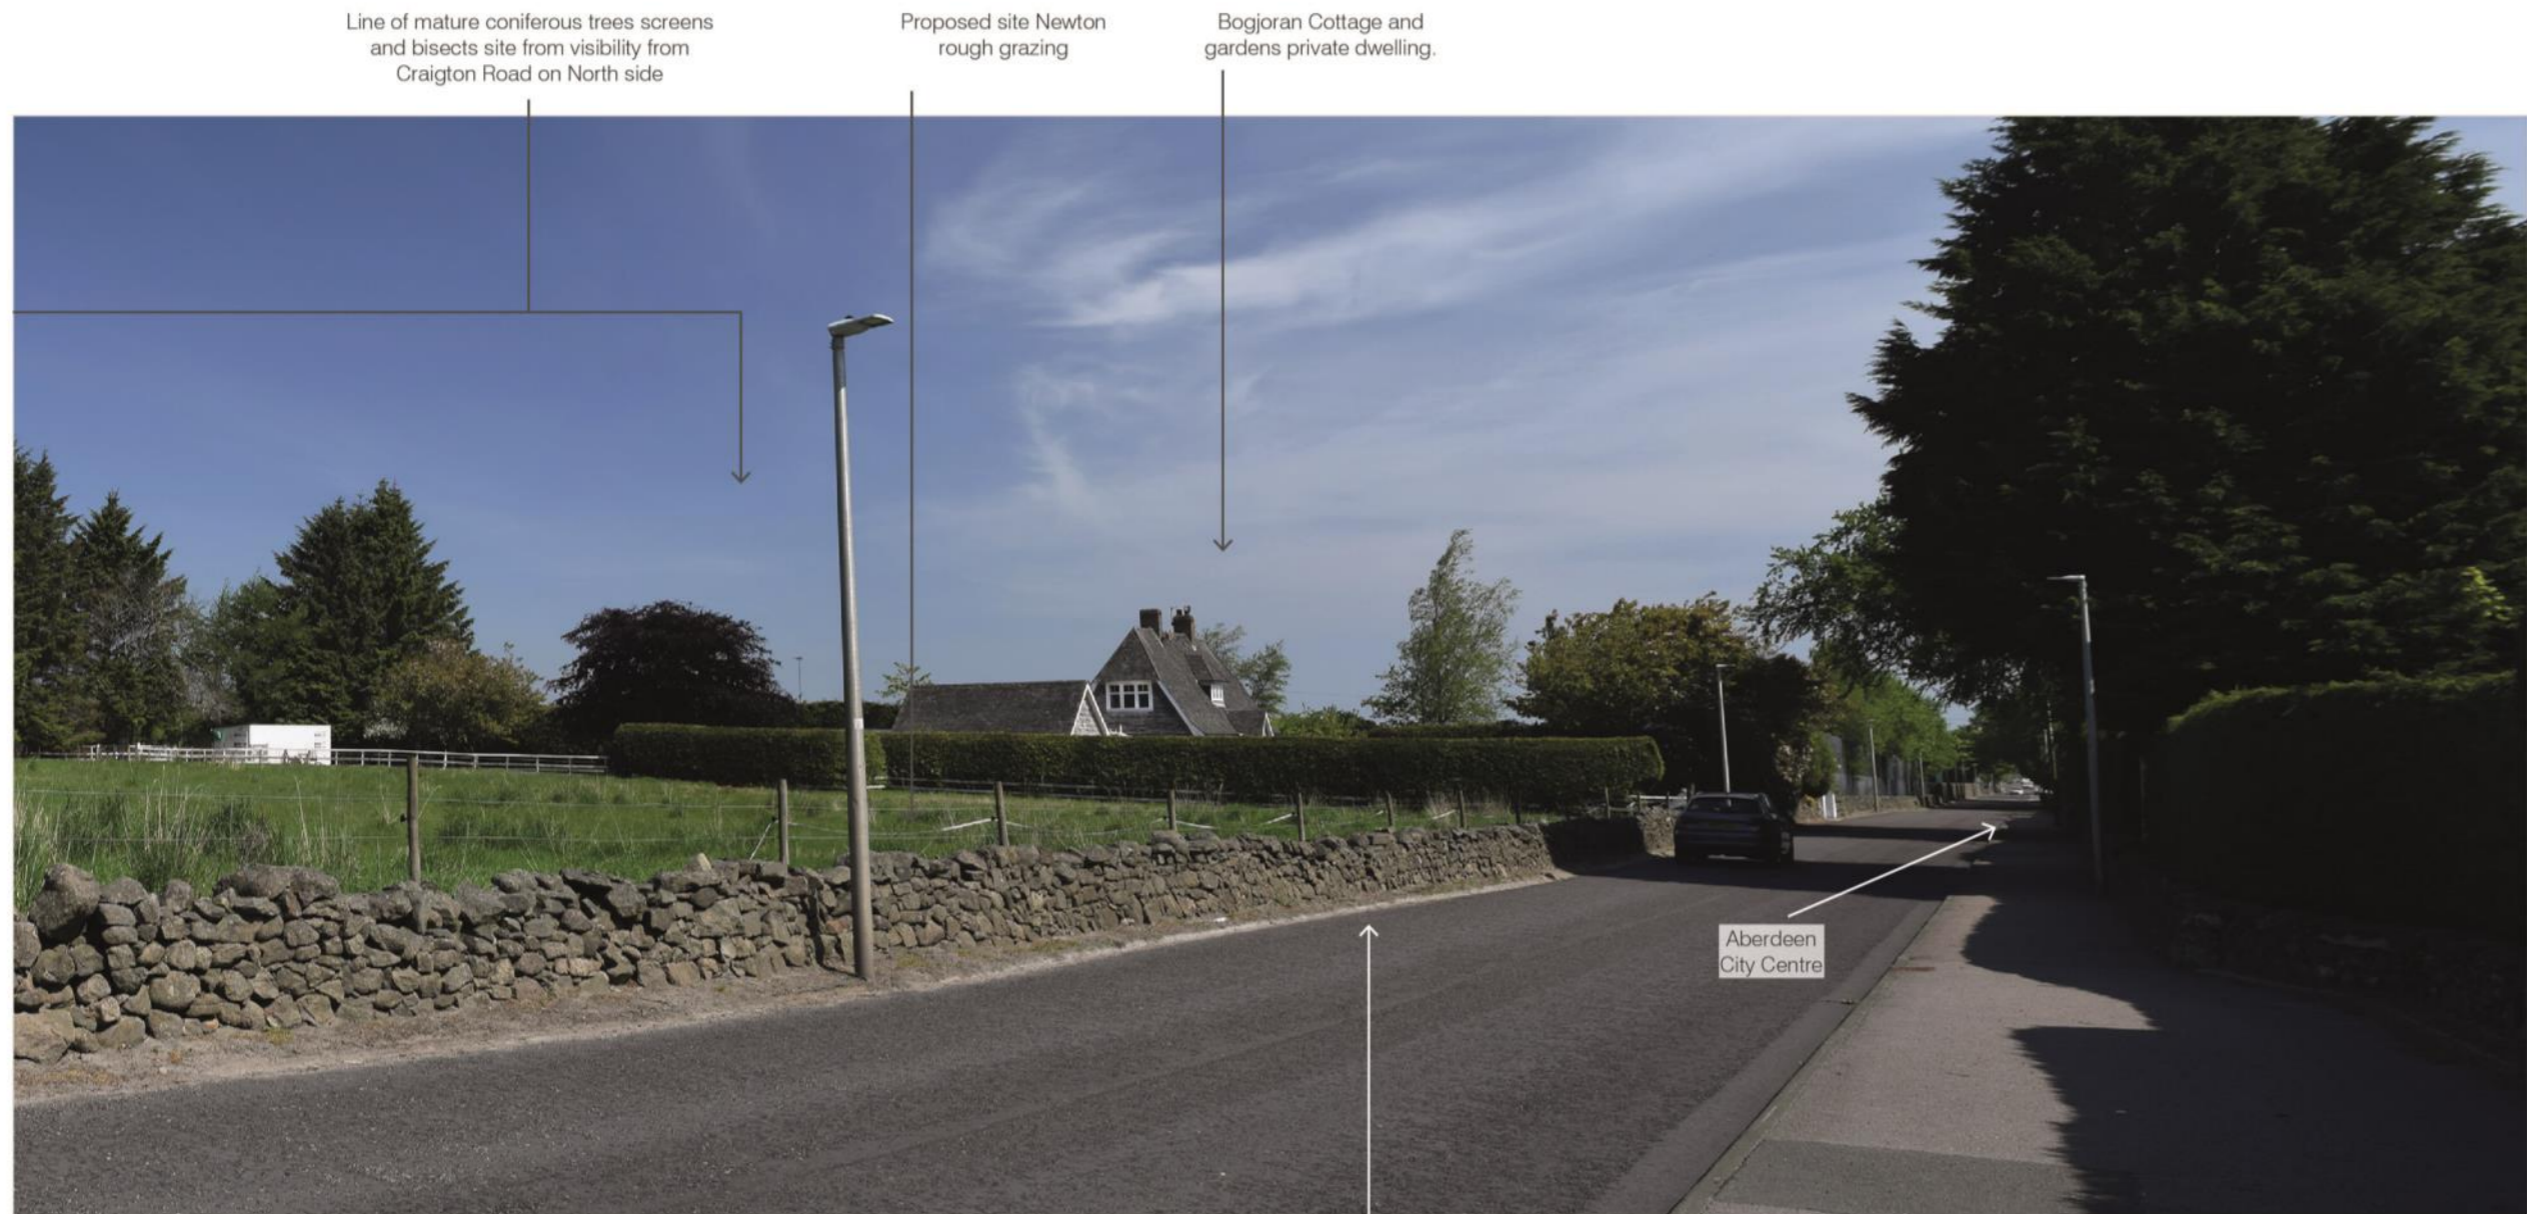 Line of mature coniferous trees screens
and bisects site from visibility from
Craigton Road on North side
Proposed site Newton
rough grazing
Bogjoran Cottage and
gardens private dwelling.
Aberdeen
City Centre